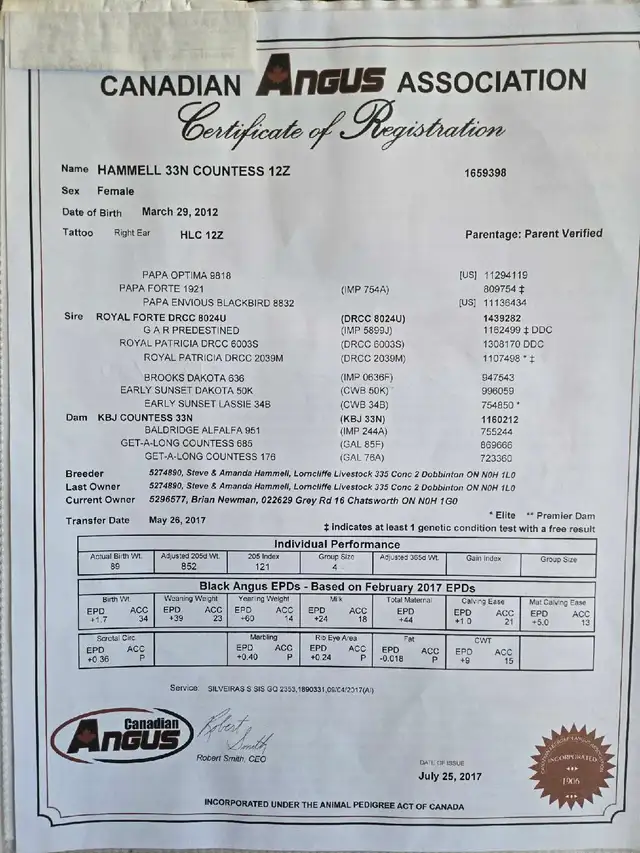 CANADIAN ANGUS ASSOCIATION
Certificate of Registration
Name HAMMELL 33N COUNTESS 12Z 1659398
Sex Female
Date of Birth March 29, 2012
Tattoo Right Ear HLC 12Z Parentage: Parent Verified
PAPA OPTIMA 9818 [US] 11294119
PAPA FORTE 1921 (IMP 754A) 809754 ‡
PAPA ENVIOUS BLACKBIRD 8832 [US] 11136434
Sire ROYAL FORTE DRCC 8024U (DRCC 8024U) 1439282
G A R PREDESTINED (IMP 5899J) 1162499 ‡ DDC
ROYAL PATRICIA DRCC 6003S (DRCC 6003S) 1308170 DDC
ROYAL PATRICIA DRCC 2039M (DRCC 2039M) 1107498 * ‡
BROOKS DAKOTA 636 (IMP 0636F) 947543
EARLY SUNSET DAKOTA 50K (CWB 50K) 996059
EARLY SUNSET LASSIE 34B (CWB 34B) 754850 *
Dam KBJ COUNTESS 33N (KBJ 33N) 1160212
BALDRIDGE ALFALFA 951 (IMP 244A) 755244
GET-A-LONG COUNTESS 685 (GAL 85F) 869666
GET-A-LONG COUNTESS 176 (GAL 76A) 723360
Breeder 5274890, Steve & Amanda Hammell, Lorncliffe Livestock 335 Conc 2 Dobbinton ON N0H 1L0
Last Owner 5274890, Steve & Amanda Hammell, Lorncliffe Livestock 335 Conc 2 Dobbinton ON N0H 1L0
Current Owner 5296577, Brian Newman, 022629 Grey Rd 16 Chatsworth ON N0H 1G0
* Elite ** Premier Dam
Transfer Date May 26, 2017 ‡ indicates at least 1 genetic condition test with a free result
Individual Performance
Actual Birth Wt. Adjusted 205d Wt. 205 Index Group Size Adjusted 365d Wt. Gain Index Group Size
89 852 121 4
Black Angus EPDs - Based on February 2017 EPDs
Birth Wt. Weaning Weight Yearling Weight Milk Total Maternal Calving Ease Mat Calving Ease
EPD ACC EPD ACC EPD ACC EPD ACC EPD EPD ACC EPD ACC
+1.7 34 +39 23 +60 14 +24 18 +44 +1.0 21 +5.0 13
Scrotal Circ. Marbling Rib Eye Area Fat CWT
EPD ACC EPD ACC EPD ACC EPD ACC EPD ACC
+0.36 P +0.40 P +0.24 P -0.018 P +9 15
Service: SILVEIRAS S SIS GQ 2353,1890331,09/04/2017(AI)
Canadian
ANGUS
Robert Smith
Robert Smith, CEO
DATE OF ISSUE
July 25, 2017
INCORPORATED
1906
INCORPORATED UNDER THE ANIMAL PEDIGREE ACT OF CANADA